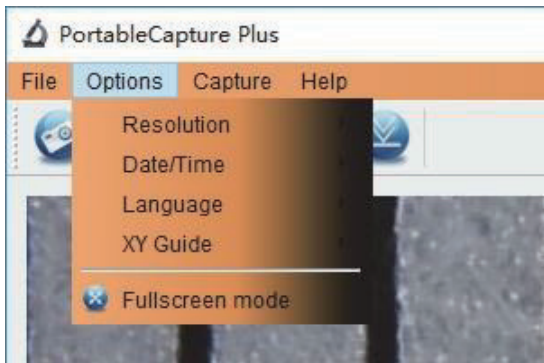 PortableCapture Plus
File Options Capture Help
Resolution
Date/Time
Language
XY Guide
Fullscreen mode